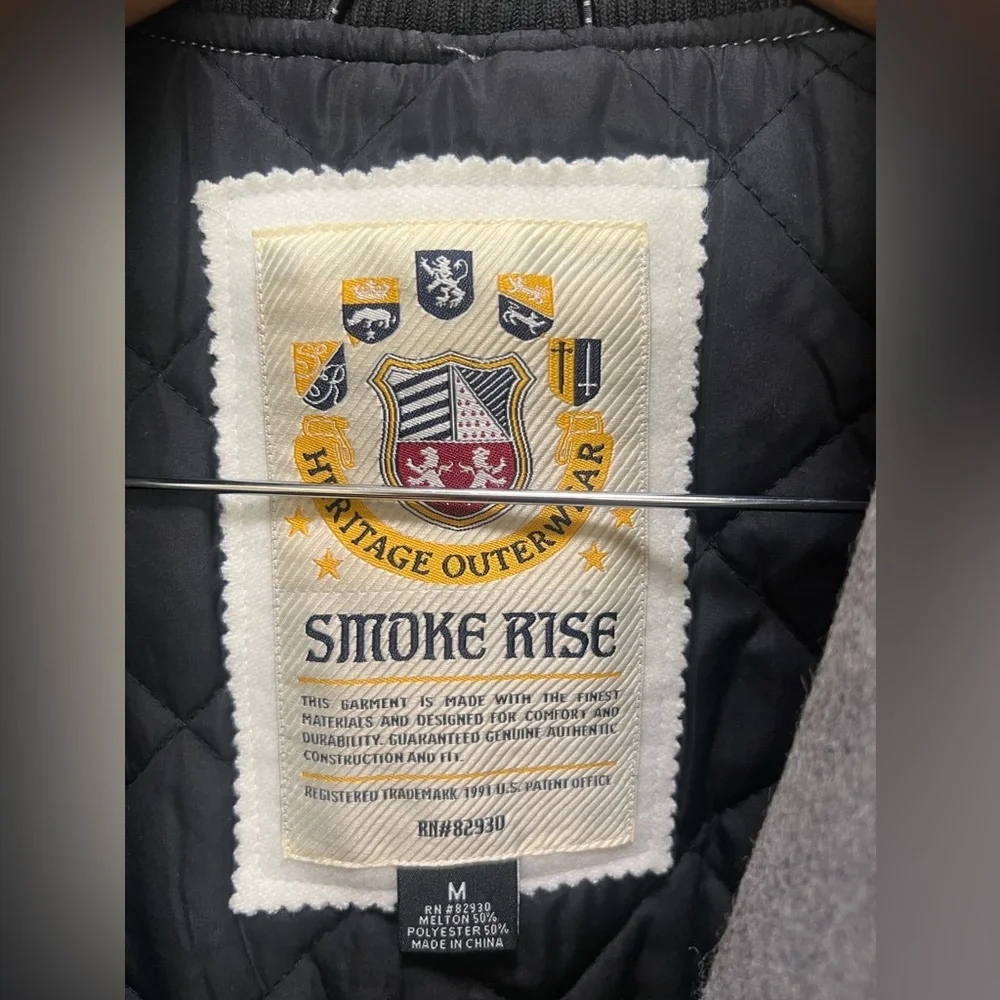 SR
HERITAGE OUTERWEAR
SMOKE RISE
THIS GARMENT IS MADE WITH THE FINEST
MATERIALS AND DESIGNED FOR COMFORT AND
DURABILITY. GUARANTEED GENUINE AUTHENTIC
CONSTRUCTION AND FIT.
REGISTERED TRADEMARK 1991 U.S. PATENT OFFICE
RN#82930
M
RN #82930
MELTON 50%
POLYESTER 50%
MADE IN CHINA